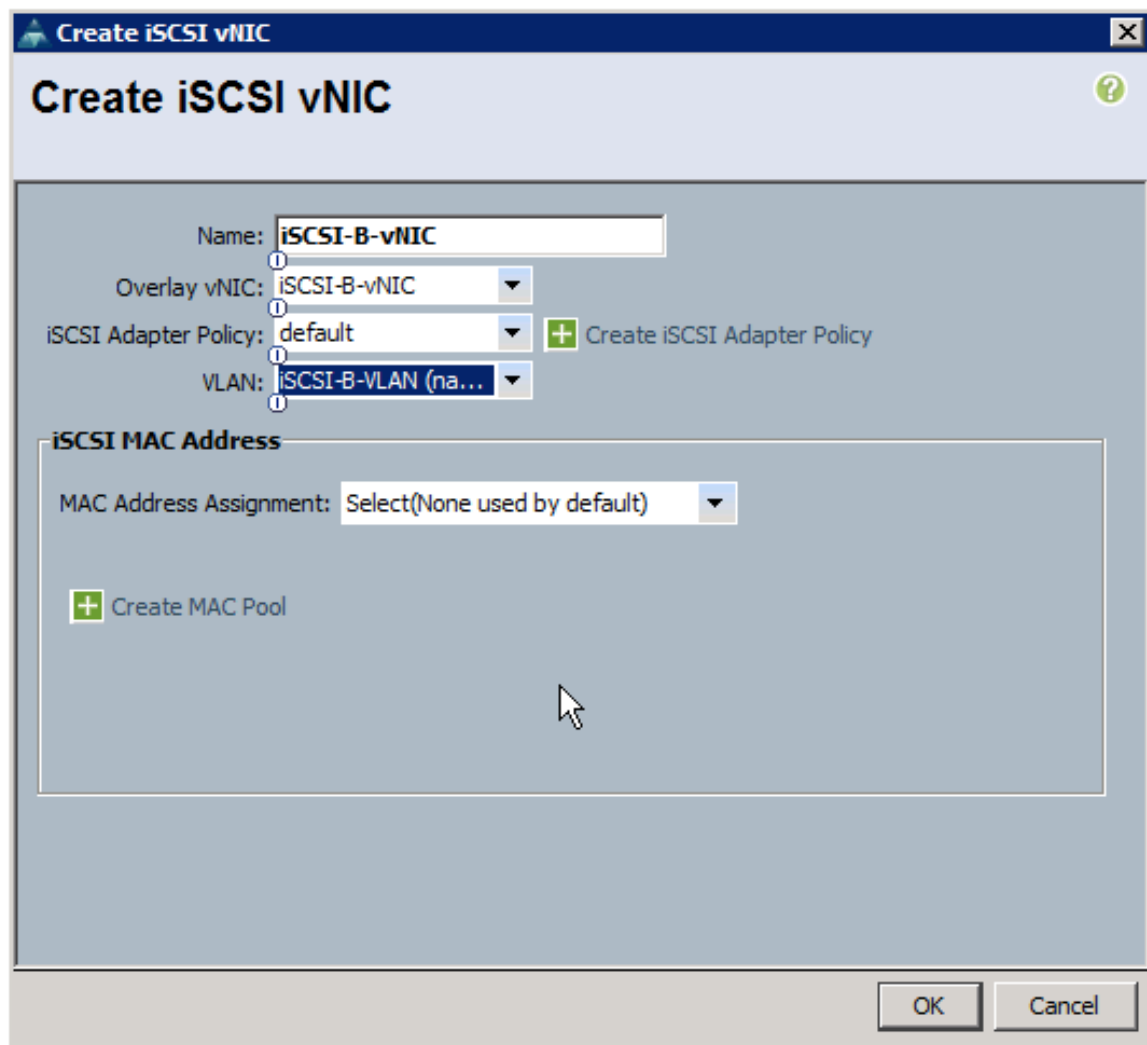 Create iSCSI vNIC
Create iSCSI vNIC
?
Name: iSCSI-B-vNIC
Overlay vNIC: iSCSI-B-vNIC
iSCSI Adapter Policy: default Create iSCSI Adapter Policy
VLAN: iSCSI-B-VLAN (na...
iSCSI MAC Address
MAC Address Assignment: Select(None used by default)
Create MAC Pool
OK Cancel